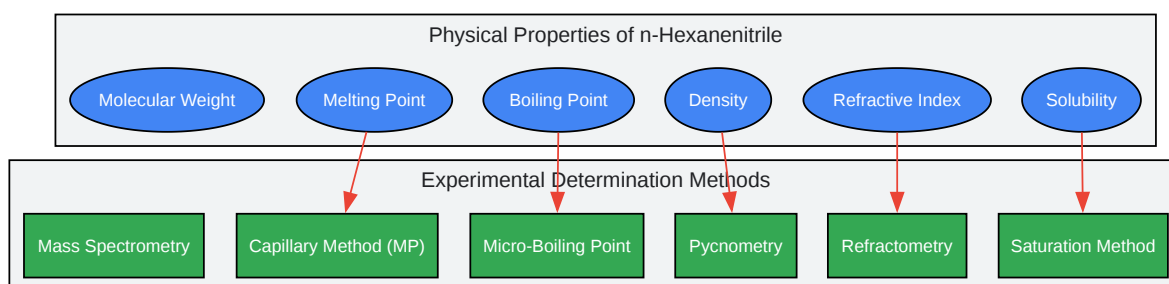 Physical Properties of n-Hexanenitrile
Molecular Weight
Melting Point
Boiling Point
Density
Refractive Index
Solubility
Experimental Determination Methods
Mass Spectrometry
Capillary Method (MP)
Micro-Boiling Point
Pycnometry
Refractometry
Saturation Method